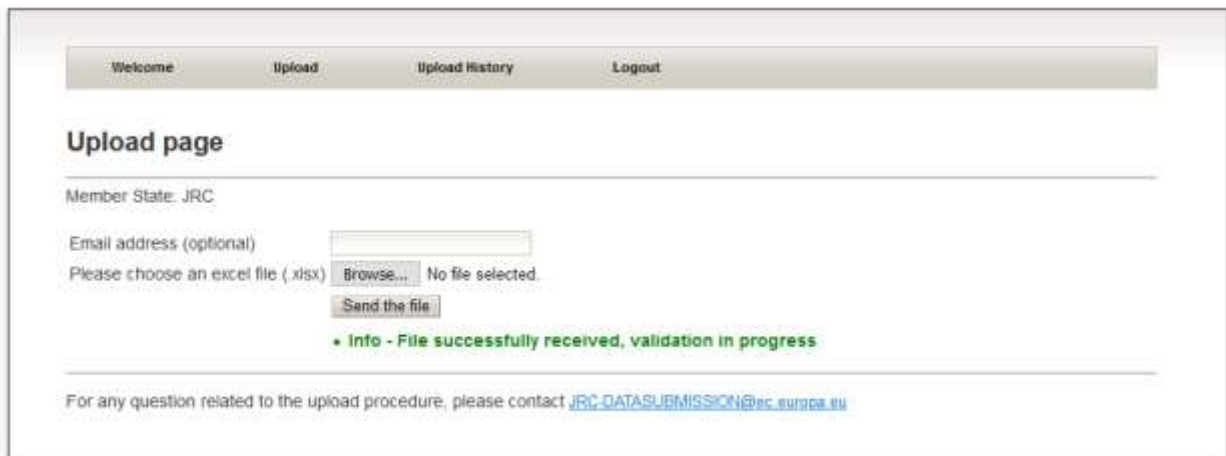 Welcome Upload Upload History Logout
Upload page
Member State: JRC
Email address (optional)
Please choose an excel file (.xlsx) Browse... No file selected.
Send the file
• Info - File successfully received, validation in progress
For any question related to the upload procedure, please contact JRC-DATASUBMISSION@ec.europa.eu